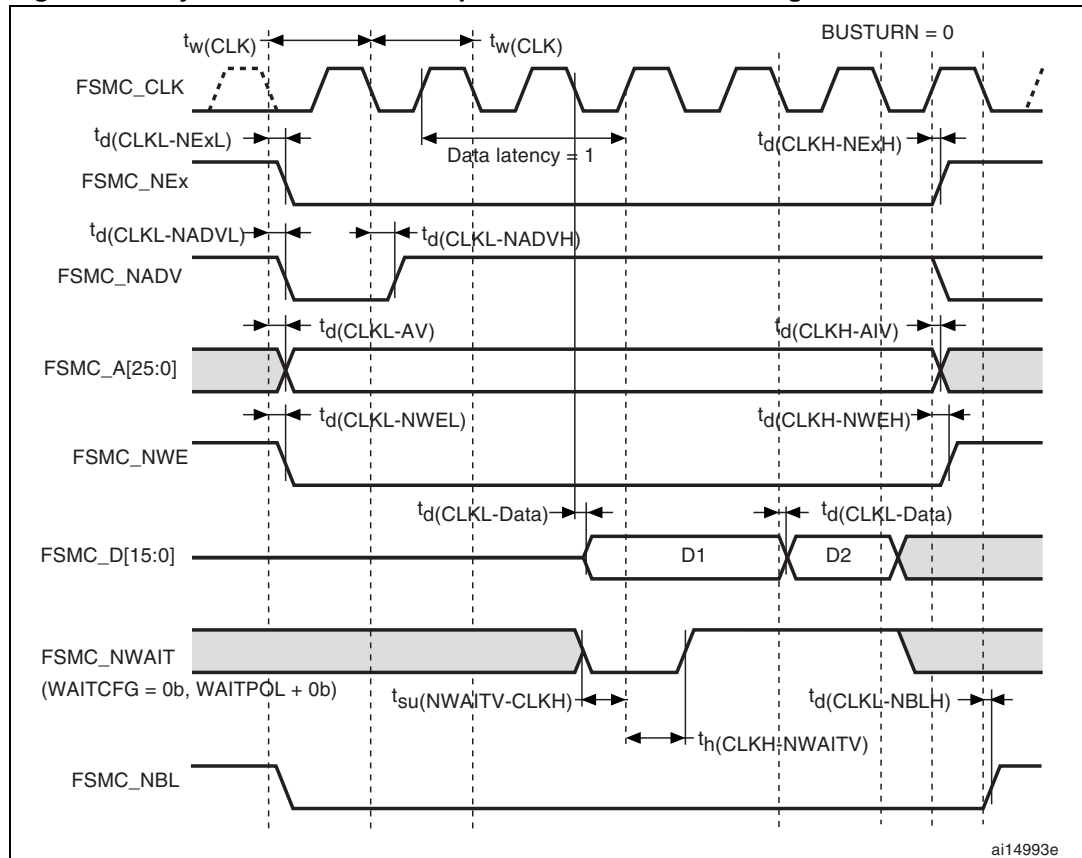 BUSTURN = 0
tw(CLK) tw(CLK)
FSMC_CLK
td(CLKL-NExL) Data latency = 1 td(CLKH-NExH)
FSMC_NEx
td(CLKL-NADVL) td(CLKL-NADVH)
FSMC_NADV
td(CLKL-AV) td(CLKH-AIV)
FSMC_A[25:0]
td(CLKL-NWEL) td(CLKH-NWEH)
FSMC_NWE
td(CLKL-Data) td(CLKL-Data)
FSMC_D[15:0] D1 D2
FSMC_NWAIT
(WAITCFG = 0b, WAITPOL + 0b)
tsu(NWAITV-CLKH) td(CLKL-NBLH)
th(CLKH-NWAITV)
FSMC_NBL
ai14993e